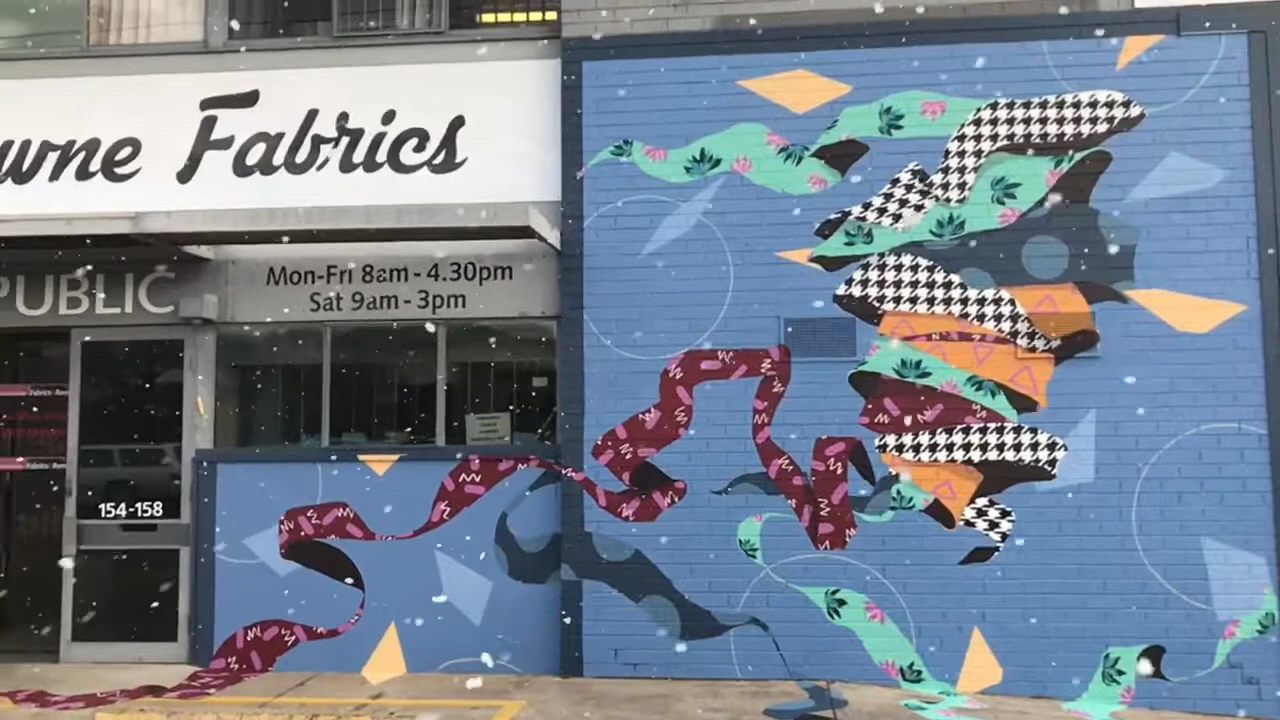 wne Fabrics
PUBLIC
Mon-Fri 8am - 4.30pm
Sat 9am - 3pm
154-158